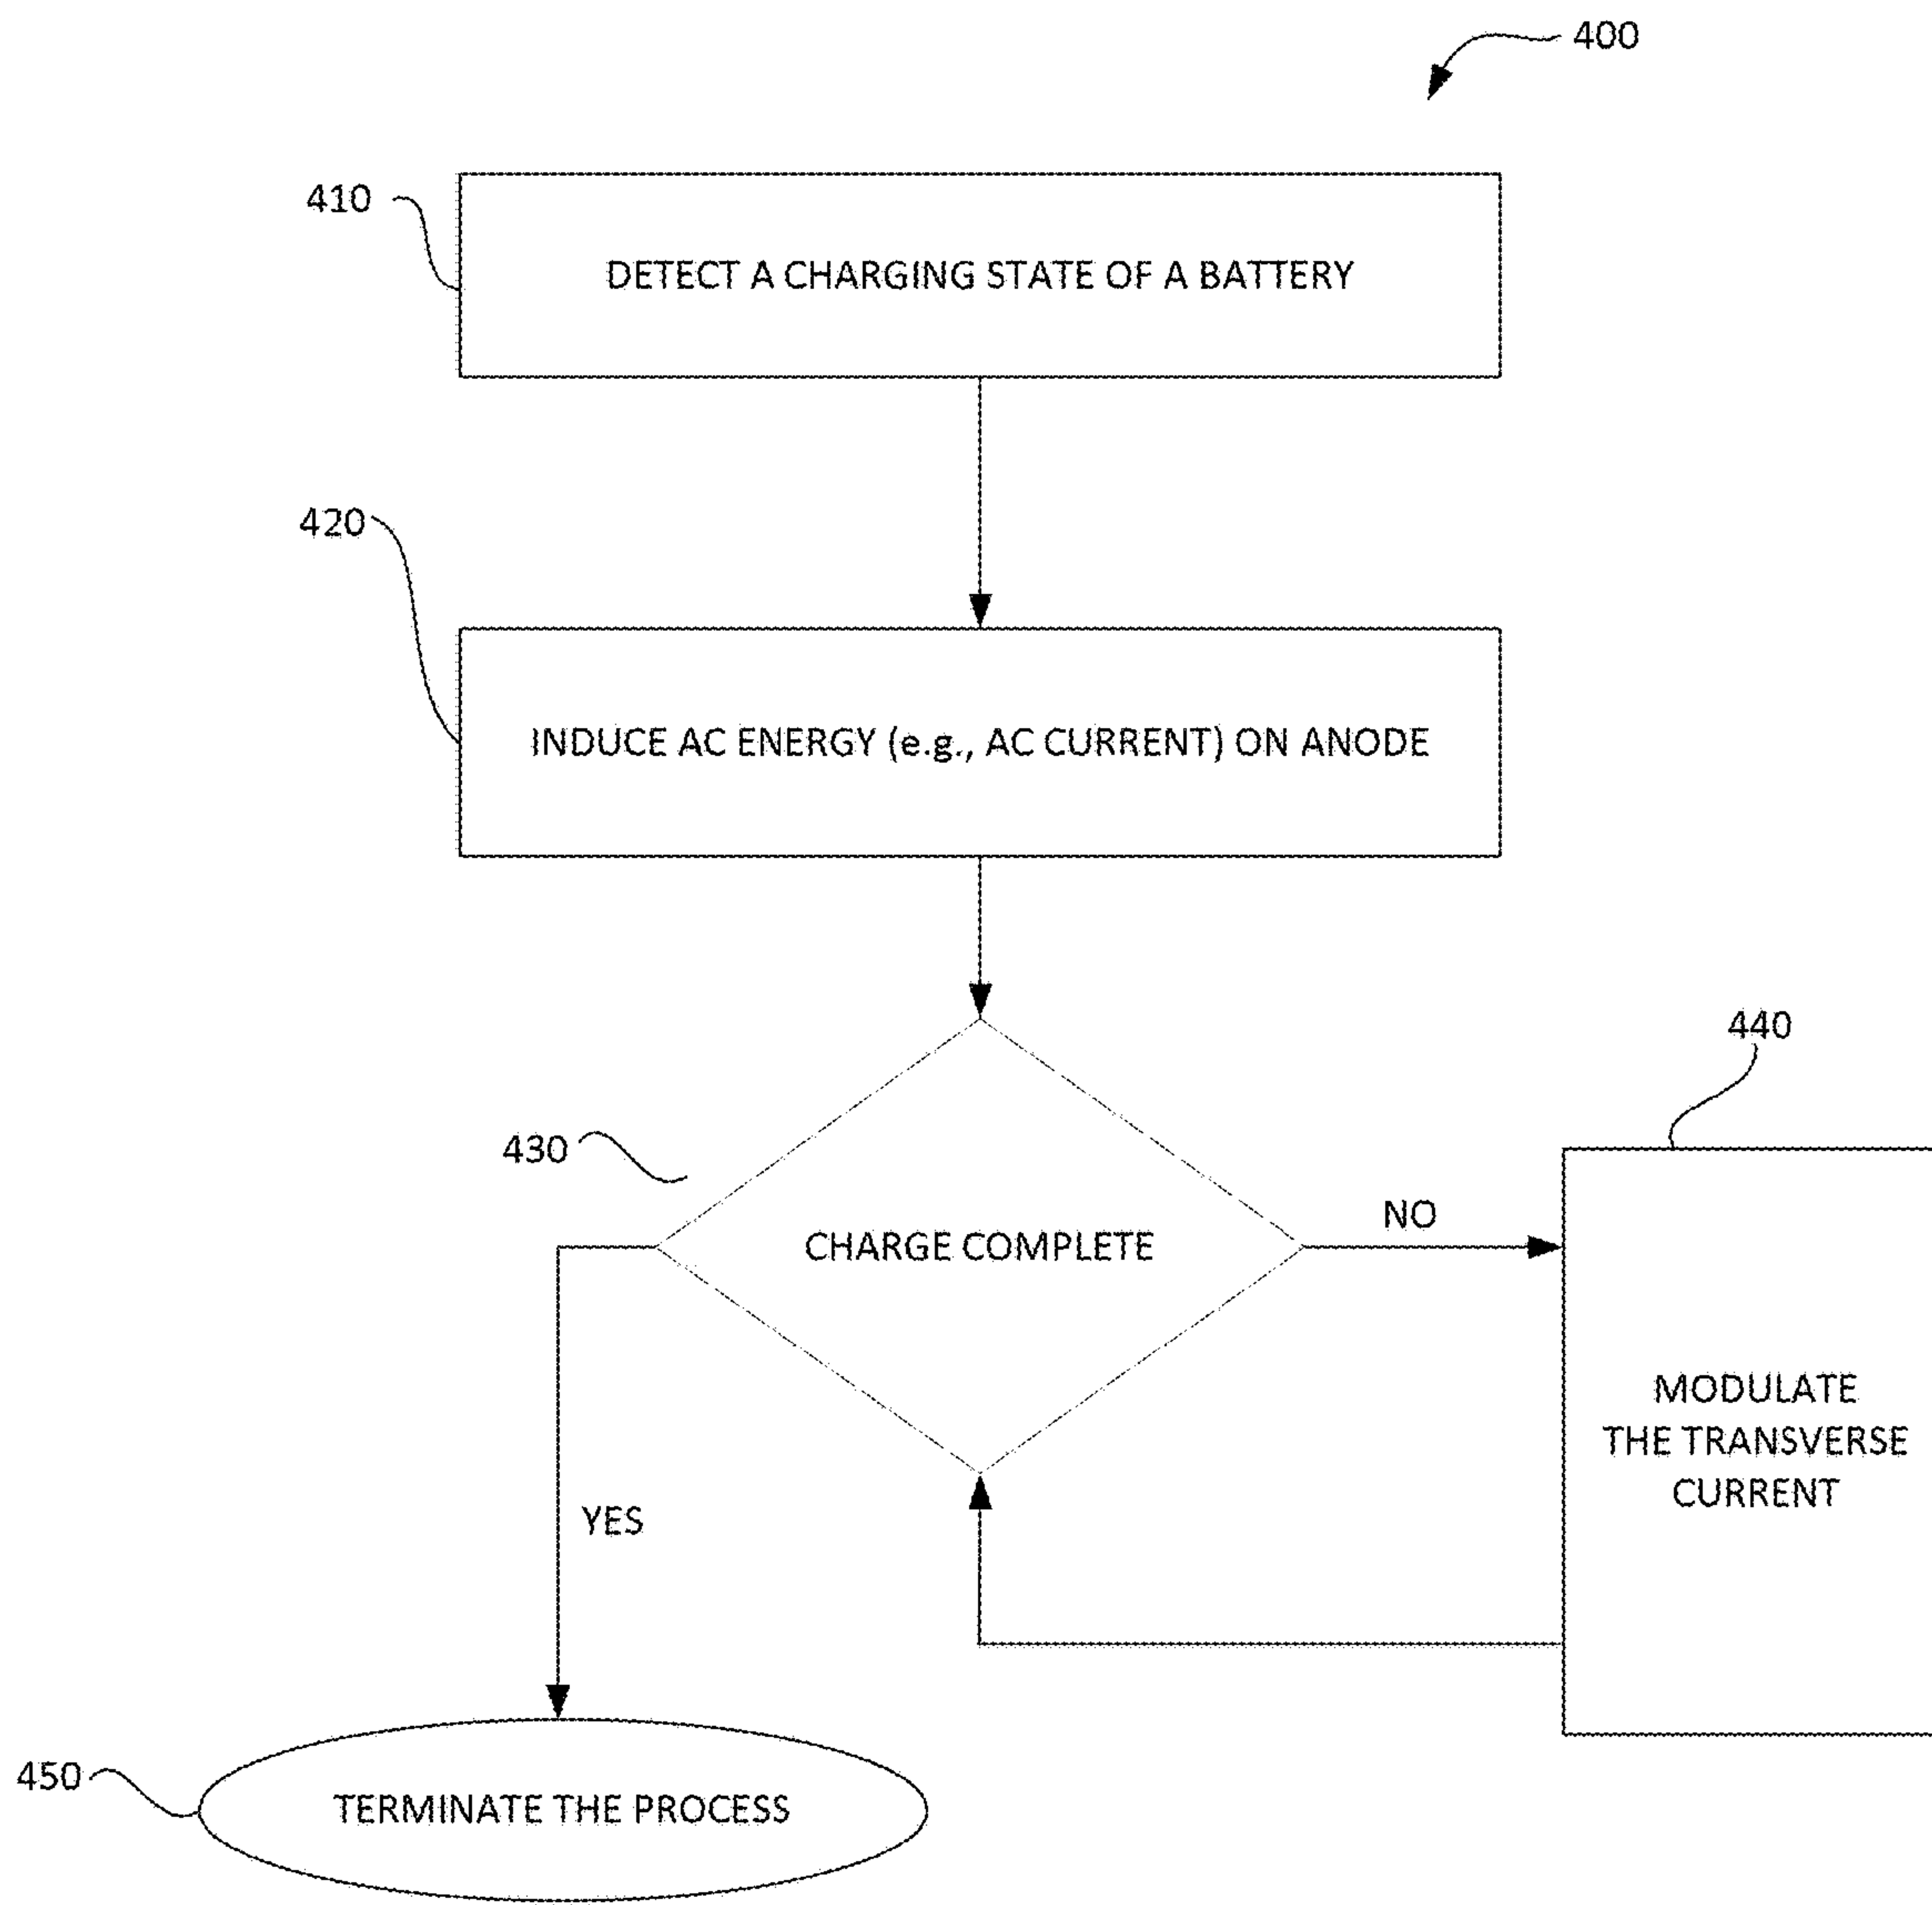 400
410
DETECT A CHARGING STATE OF A BATTERY
420
INDUCE AC ENERGY (e.g., AC CURRENT) ON ANODE
440
430
CHARGE COMPLETE
NO
MODULATE
THE TRANSVERSE
CURRENT
YES
450
TERMINATE THE PROCESS